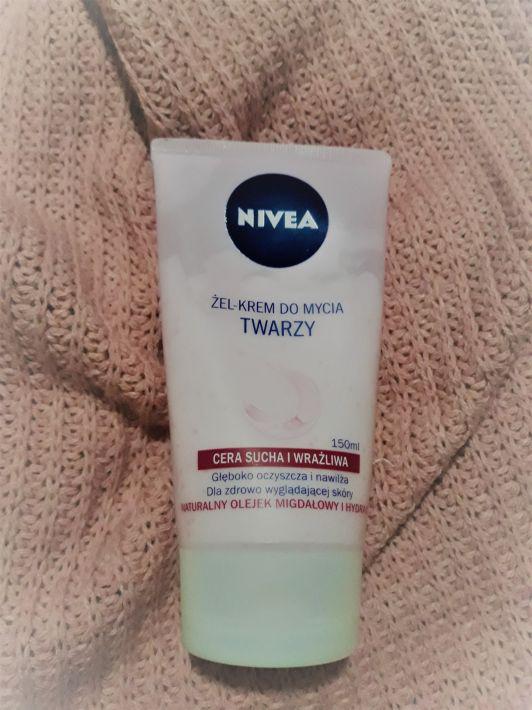 NIVEA
ŻEL-KREM DO MYCIA
TWARZY
150ml
CERA SUCHA I WRAŻLIWA
Głęboko oczyszcza i nawilża
Dla zdrowo wyglądającej skóry
NATURALNY OLEJEK MIGDAŁOWY I